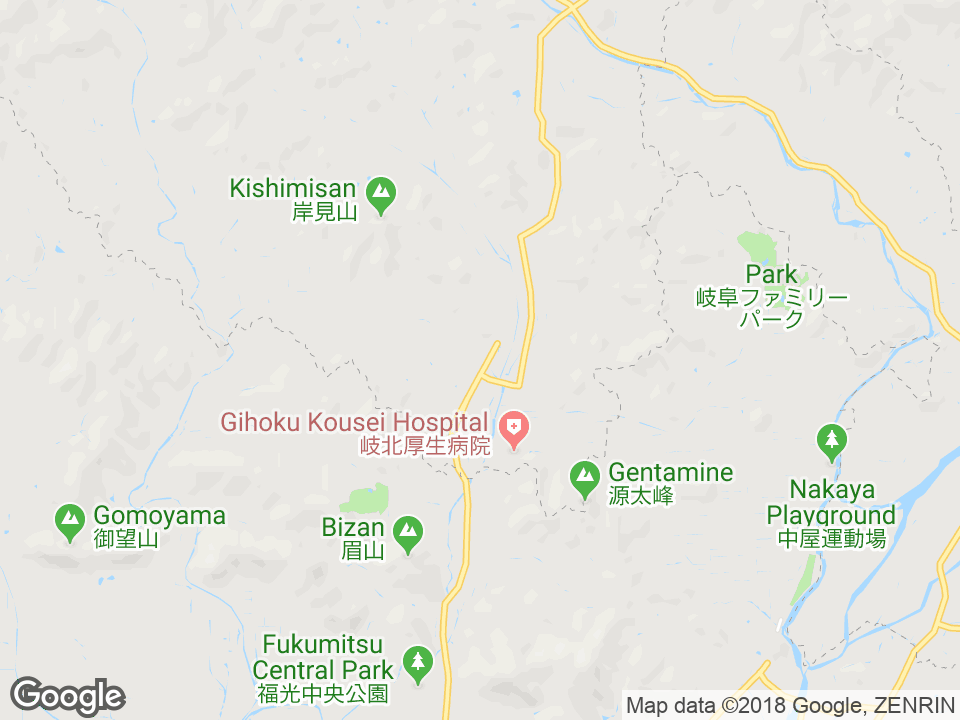 Kishimisan
岸見山
Park
岐阜ファミリー
パーク
Gihoku Kousei Hospital
岐北厚生病院
Gentamine
源太峰
Nakaya
Playground
中屋運動場
Gomoyama
御望山
Bizan
眉山
Fukumitsu
Central Park
福光中央公園
Google
Map data ©2018 Google, ZENRIN